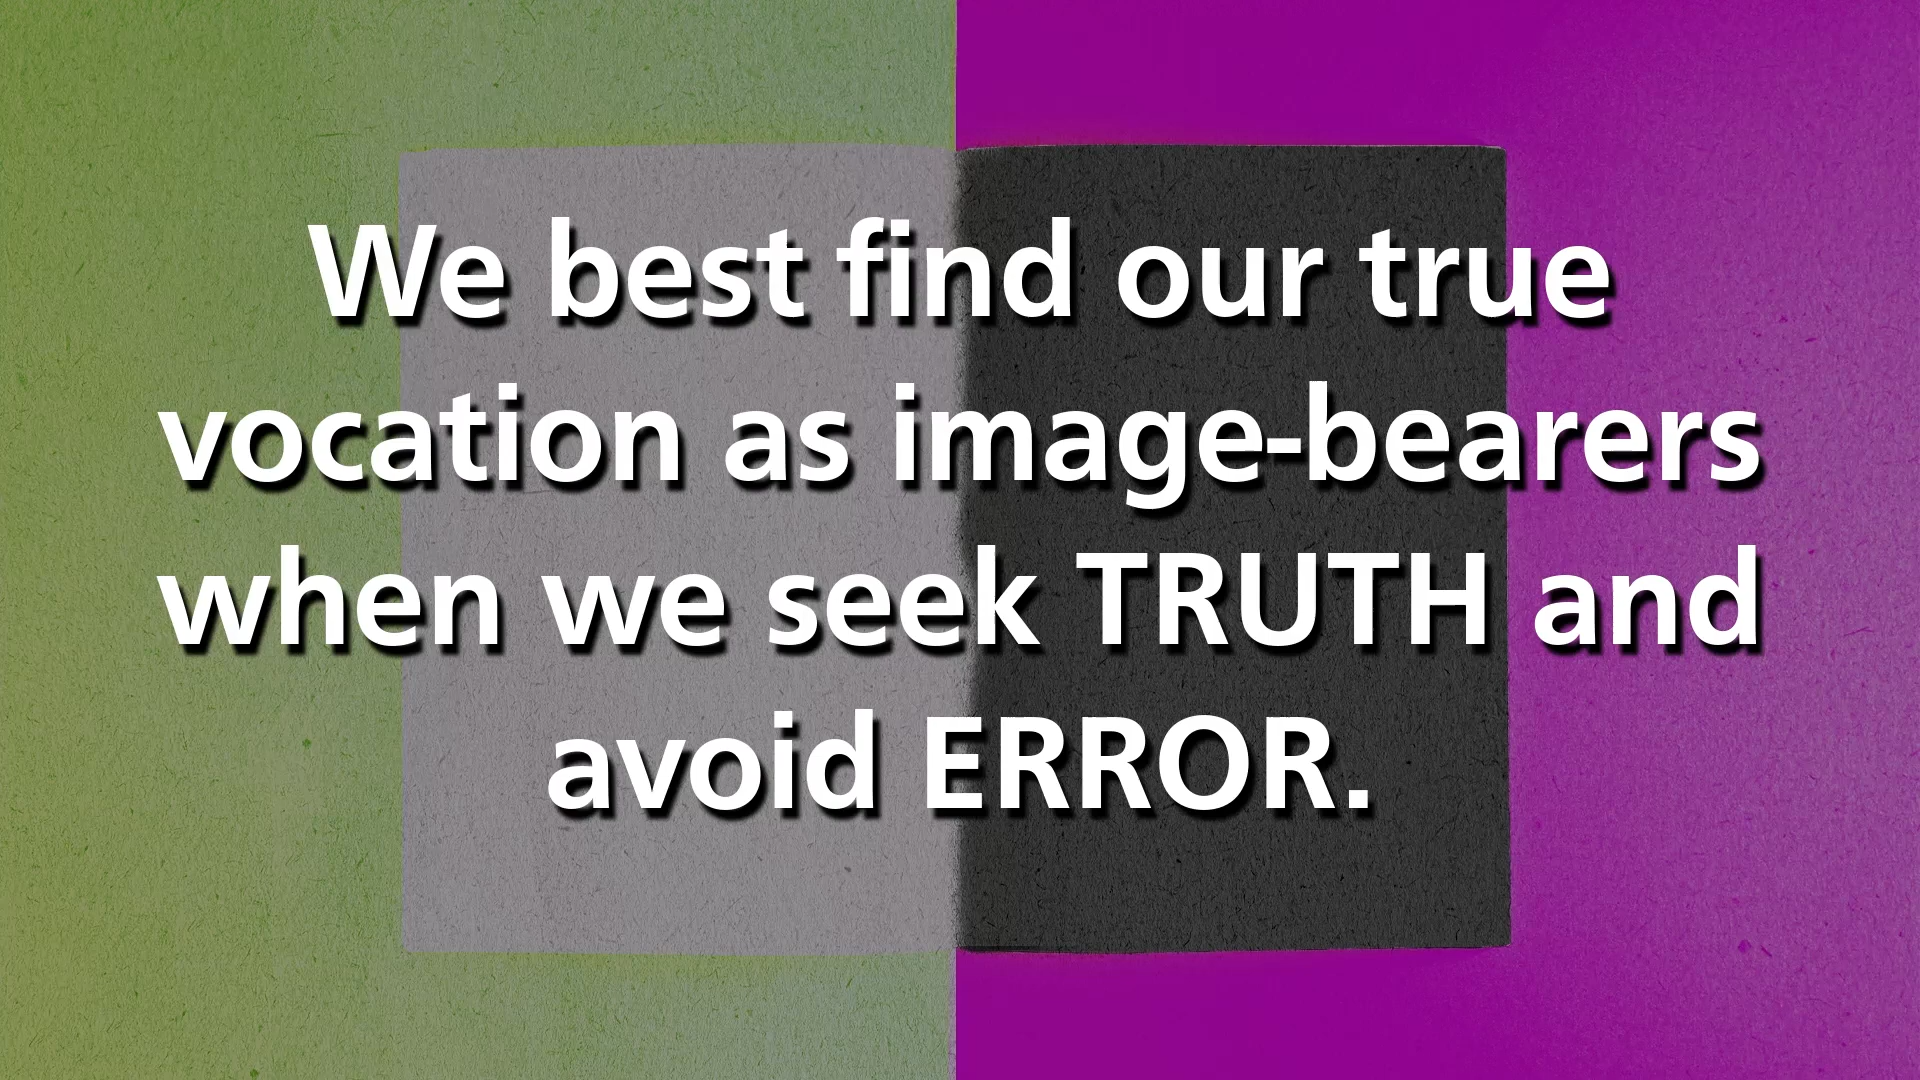 We best find our true
vocation as image-bearers
when we seek TRUTH and
avoid ERROR.